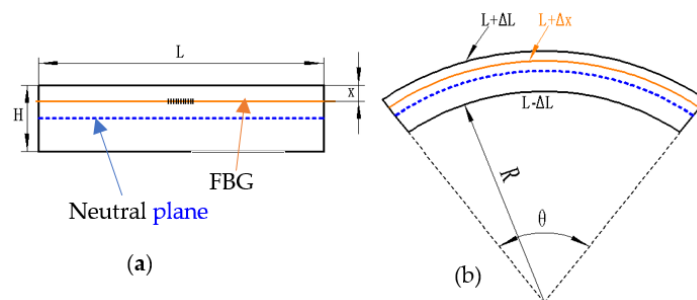 L
H
x
FBG
Neutral plane
(a)
L+ΔL
L+Δx
L-ΔL
R
θ
(b)